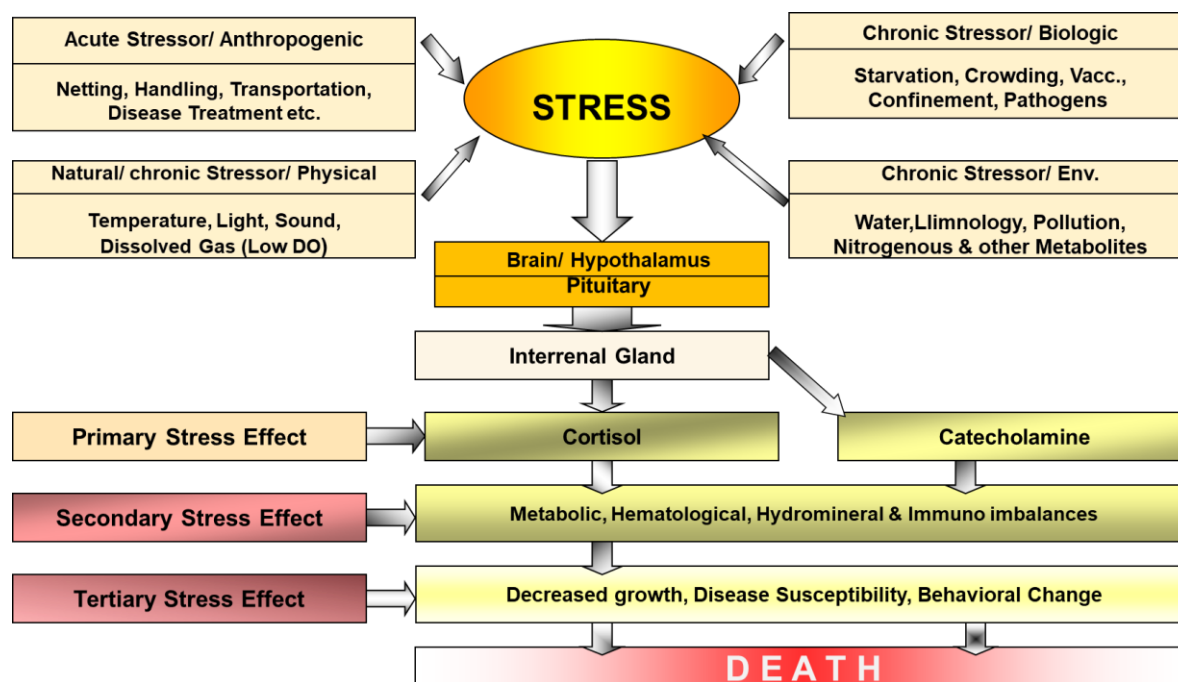 Acute Stressor/ Anthropogenic
Netting, Handling, Transportation,
Disease Treatment etc.
STRESS
Chronic Stressor/ Biologic
Starvation, Crowding, Vacc.,
Confinement, Pathogens
Natural/ chronic Stressor/ Physical
Temperature, Light, Sound,
Dissolved Gas (Low DO)
Chronic Stressor/ Env.
Water,Llimnology, Pollution,
Nitrogenous & other Metabolites
Brain/ Hypothalamus
Pituitary
Interrenal Gland
Primary Stress Effect
Cortisol
Catecholamine
Secondary Stress Effect
Metabolic, Hematological, Hydromineral & Immuno imbalances
Tertiary Stress Effect
Decreased growth, Disease Susceptibility, Behavioral Change
DEATH